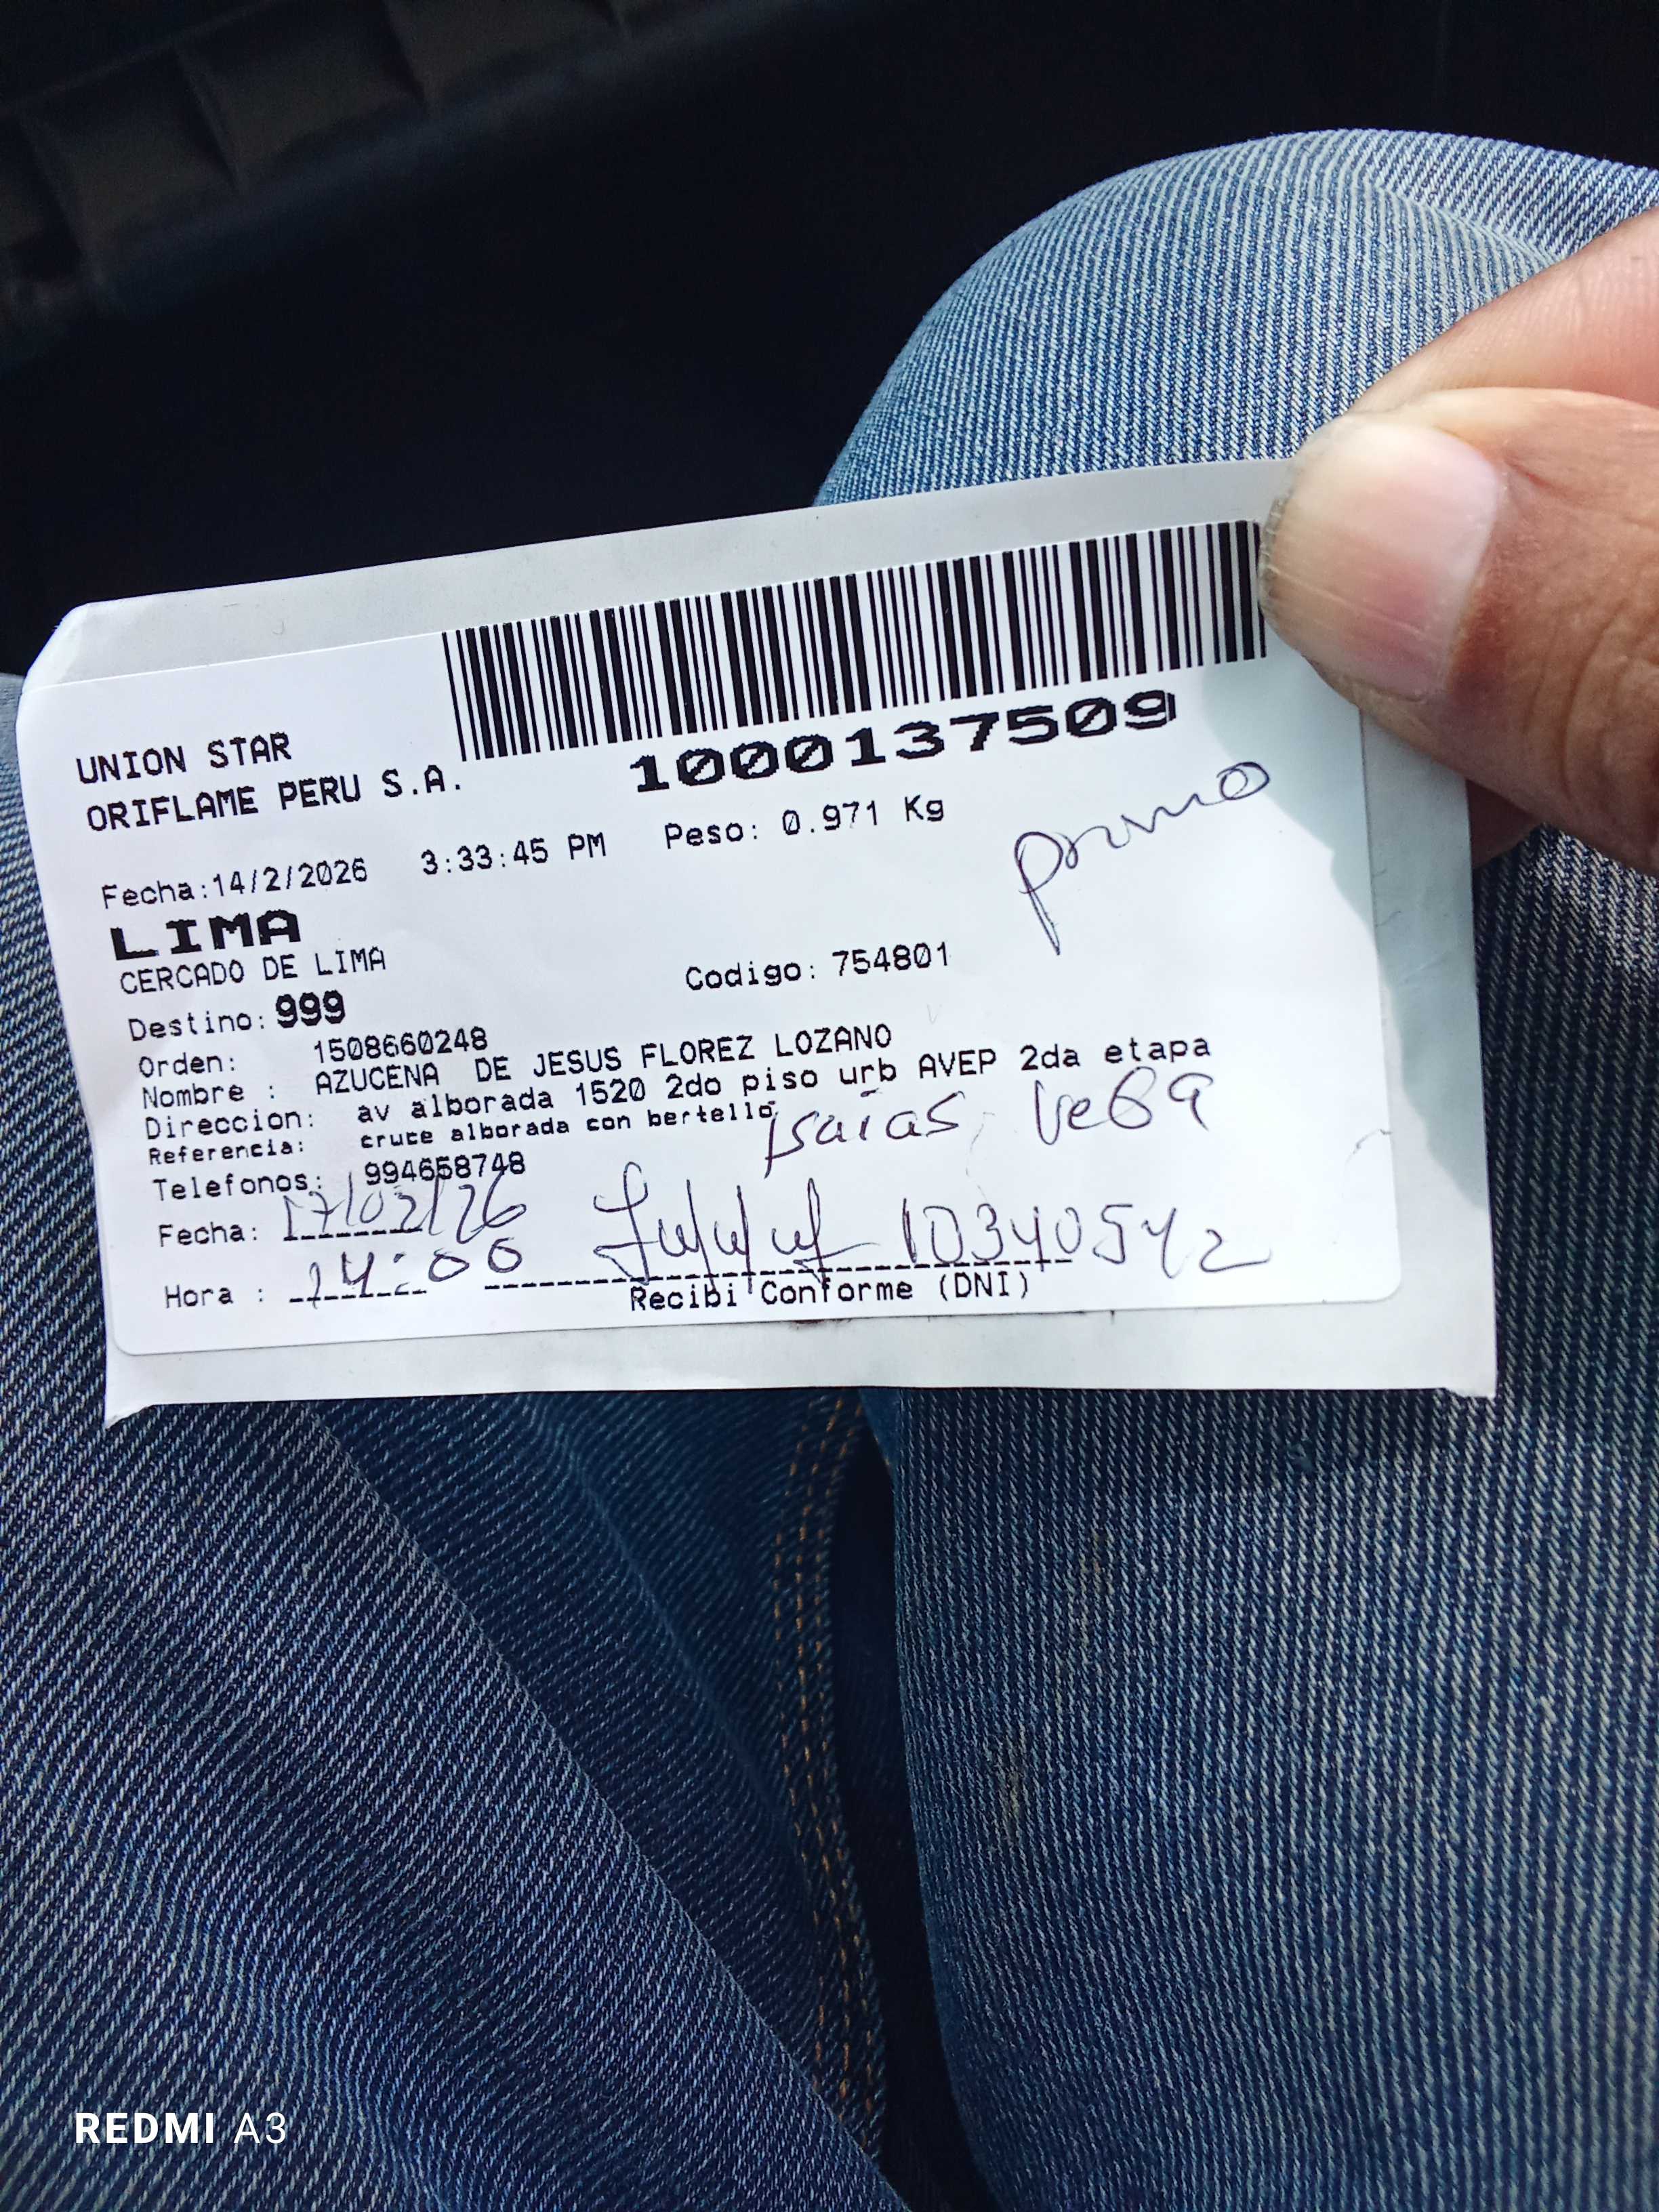 1000137509
UNION STAR
ORIFLAME PERU S.A.
Fecha:14/2/2026 3:33:45 PM Peso: 0.971 Kg
primo
LIMA
CERCADO DE LIMA
Destino: 999 Codigo: 754801
Orden: 1508660248
Nombre : AZUCENA DE JESUS FLOREZ LOZANO
Direccion: av alborada 1520 2do piso urb AVEP 2da etapa
Referencia: cruce alborada con bertello
Isaias Vega
Telefonos: 994658748
Fecha: 17/02/26
10340542
Hora : 14:00
Recibi Conforme (DNI)
REDMI A3